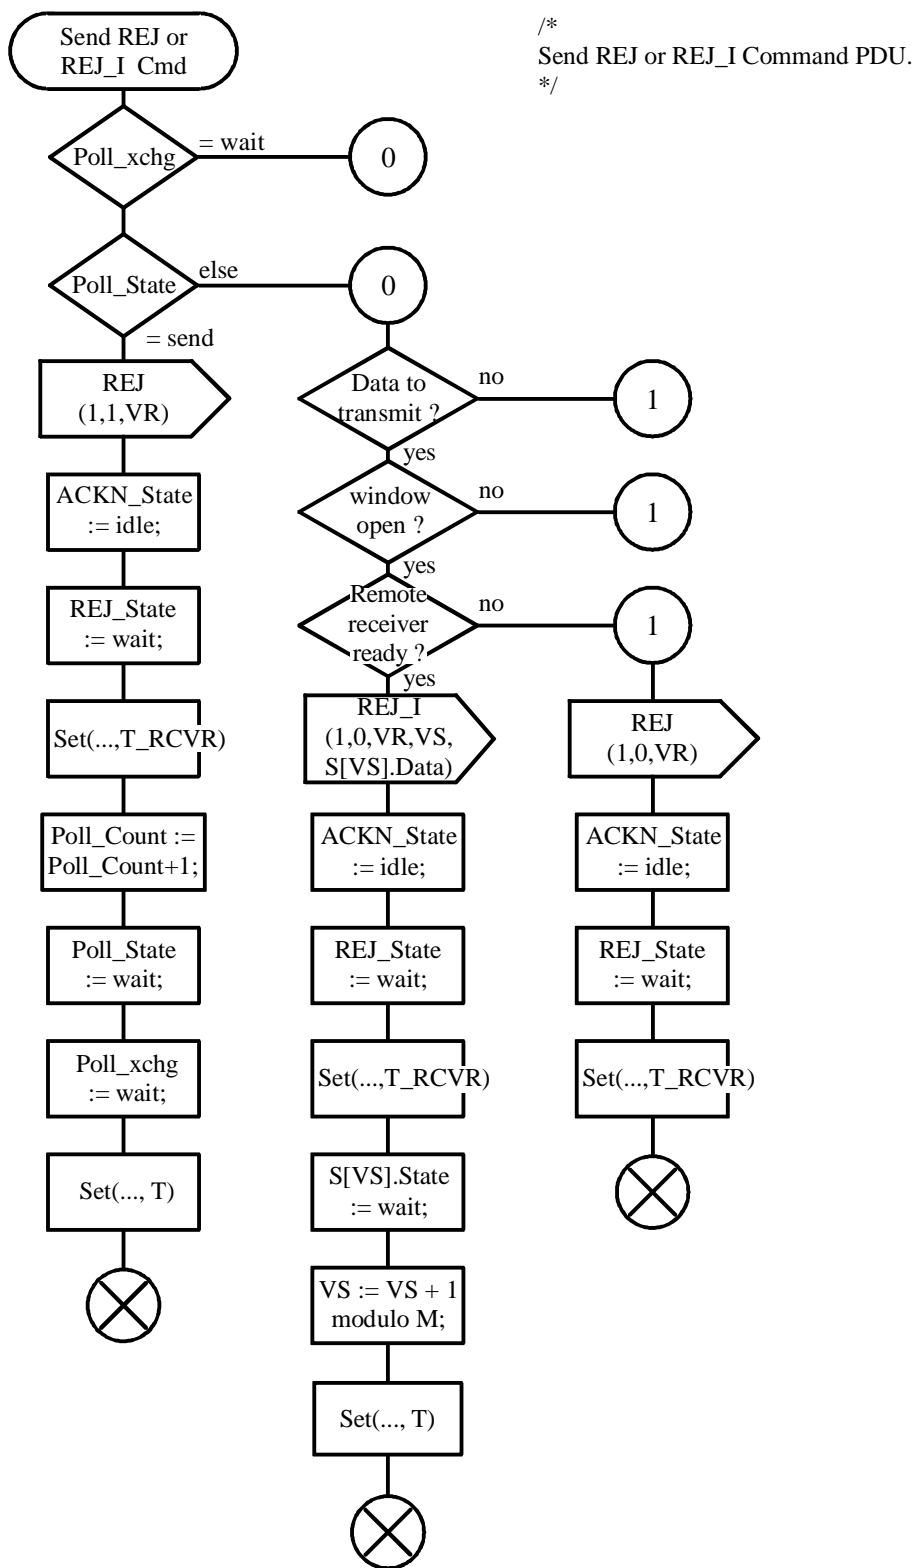 Send REJ or
REJ_I Cmd
/*
Send REJ or REJ_I Command PDU.
*/
Poll_xchg
= wait
0
Poll_State
else
0
= send
REJ
(1,1,VR)
ACKN_State
:= idle;
REJ_State
:= wait;
Set(...,T_RCVR)
Poll_Count :=
Poll_Count+1;
Poll_State
:= wait;
Poll_xchg
:= wait;
Set(..., T)
Data to
transmit ?
no
1
yes
window
open ?
no
1
yes
Remote
receiver
ready ?
no
1
yes
REJ_I
(1,0,VR,VS,
S[VS].Data)
ACKN_State
:= idle;
REJ_State
:= wait;
Set(...,T_RCVR)
S[VS].State
:= wait;
VS := VS + 1
modulo M;
Set(..., T)
REJ
(1,0,VR)
ACKN_State
:= idle;
REJ_State
:= wait;
Set(...,T_RCVR)